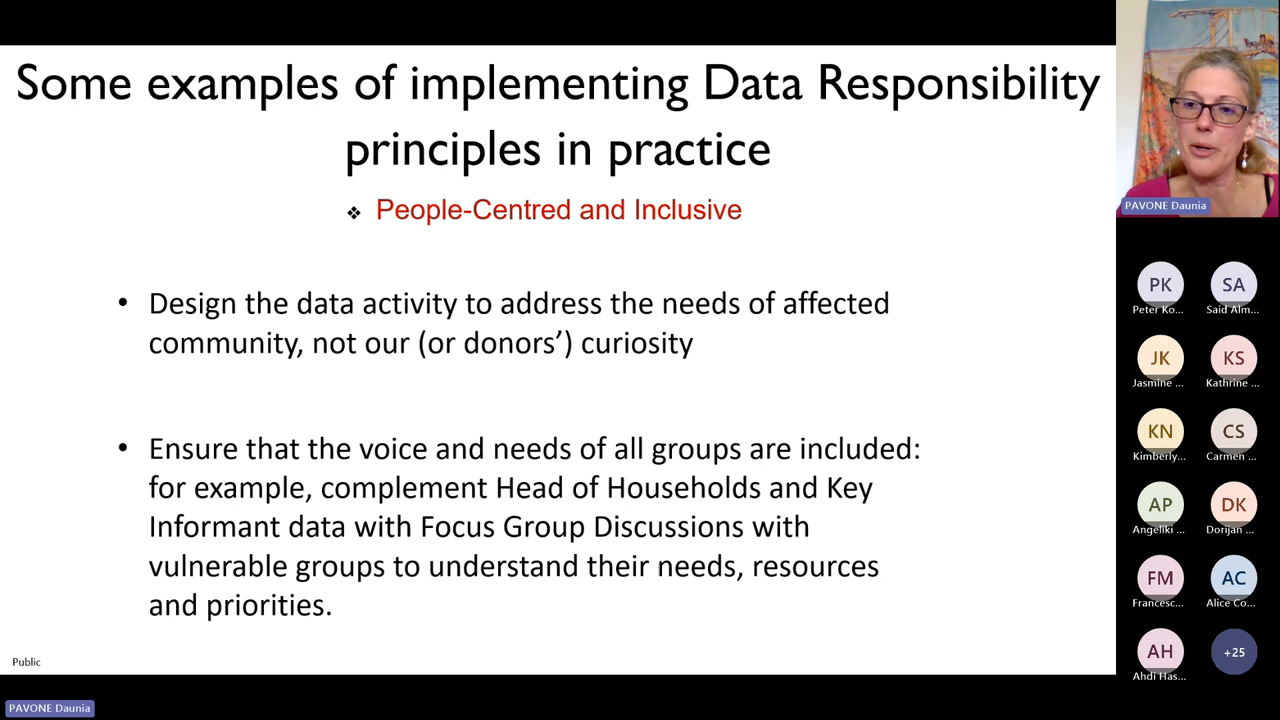 Some examples of implementing Data Responsibility
principles in practice
❖ People-Centred and Inclusive
• Design the data activity to address the needs of affected
community, not our (or donors’) curiosity
• Ensure that the voice and needs of all groups are included:
for example, complement Head of Households and Key
Informant data with Focus Group Discussions with
vulnerable groups to understand their needs, resources
and priorities.
Public
PAVONE Daunia
PAVONE Daunia
PK
SA
Peter Ko...
Said Alm...
JK
KS
Jasmine ...
Kathrine ...
KN
CS
Kimberly...
Carmen ...
AP
DK
Angeliki ...
Dorijan ...
FM
AC
Francesc...
Alice Co...
AH
+25
Ahdi Has...